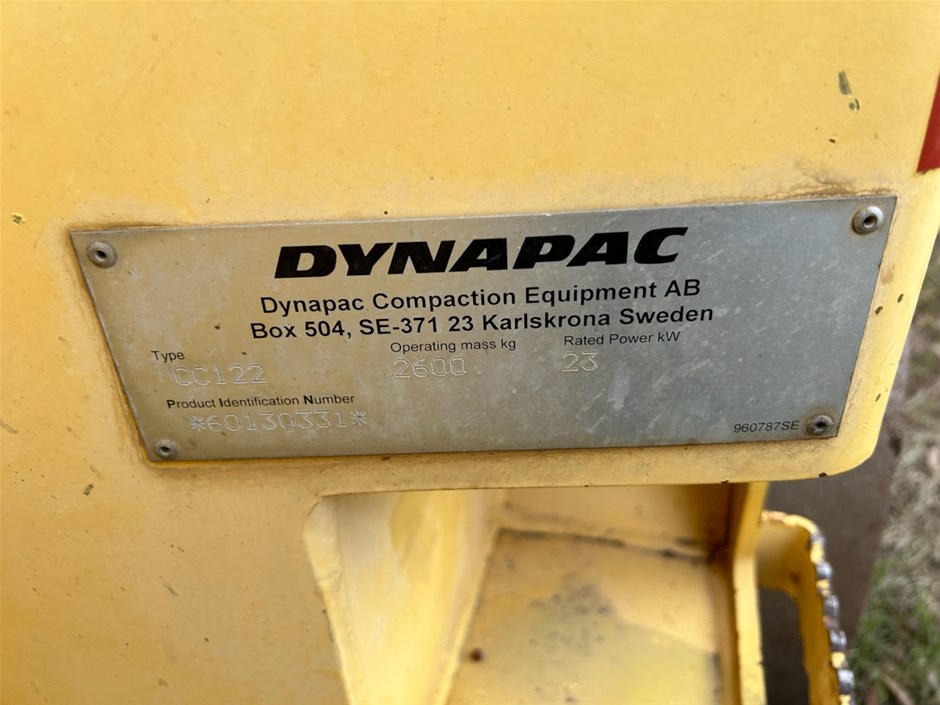 DYNAPAC
Dynapac Compaction Equipment AB
Box 504, SE-371 23 Karlskrona Sweden
Type Operating mass kg Rated Power kW
CC122 2600 23
Product Identification Number
*60130331*
960787SE